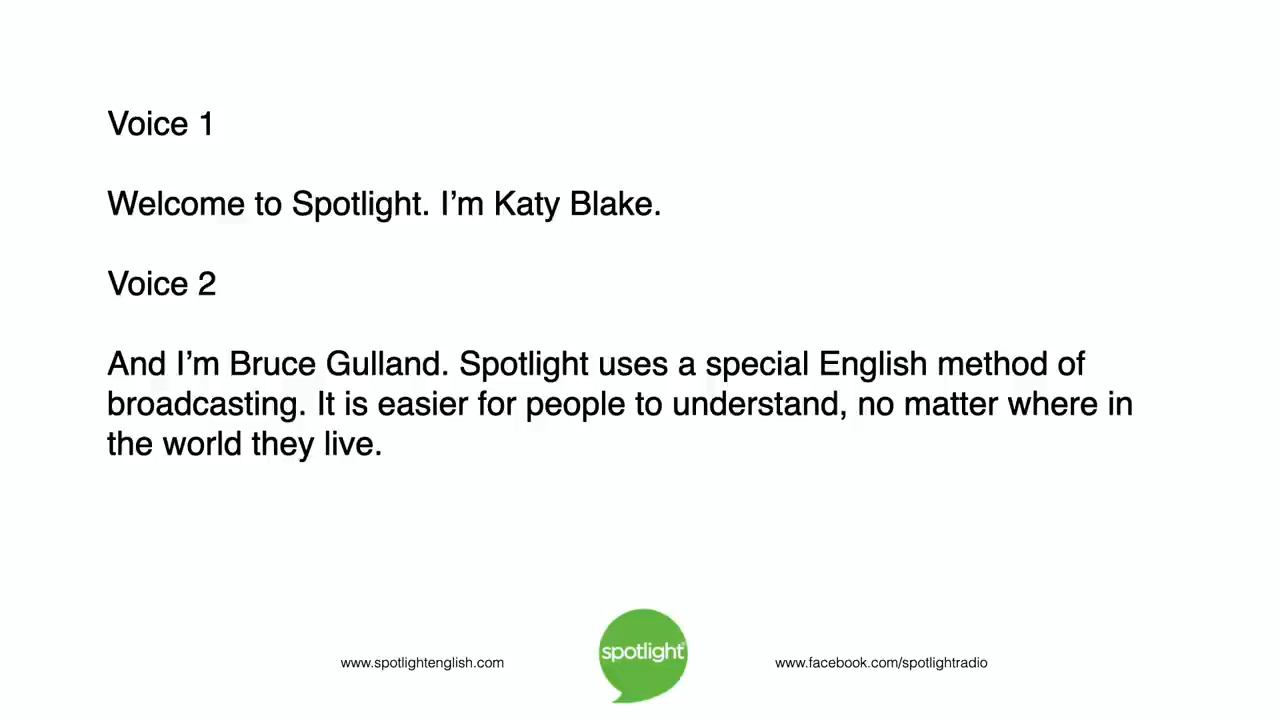 Voice 1
Welcome to Spotlight. I’m Katy Blake.
Voice 2
And I’m Bruce Gulland. Spotlight uses a special English method of
broadcasting. It is easier for people to understand, no matter where in
the world they live.
www.spotlightenglish.com
spotlight
www.facebook.com/spotlightradio